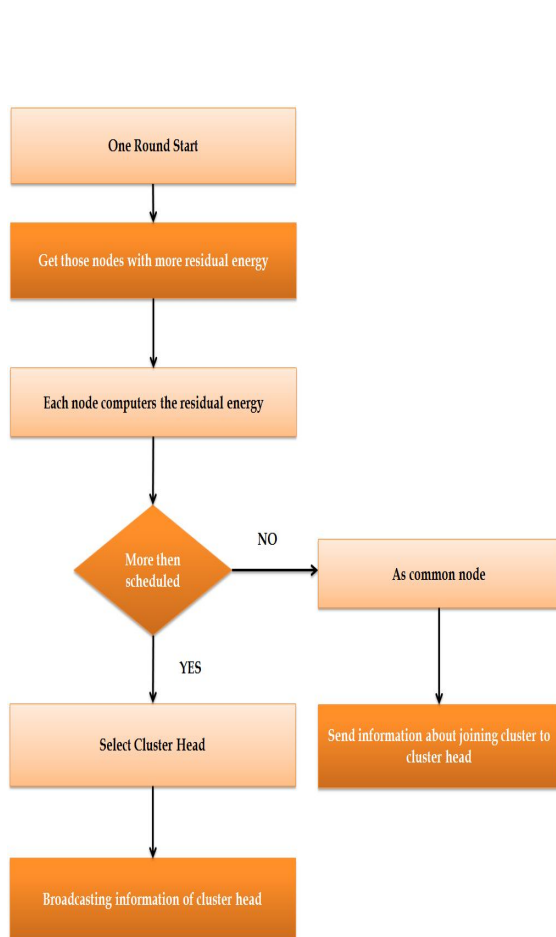 One Round Start
Get those nodes with more residual energy
Each node computers the residual energy
More then
scheduled
NO
As common node
YES
Select Cluster Head
Send information about joining cluster to
cluster head
Broadcasting information of cluster head